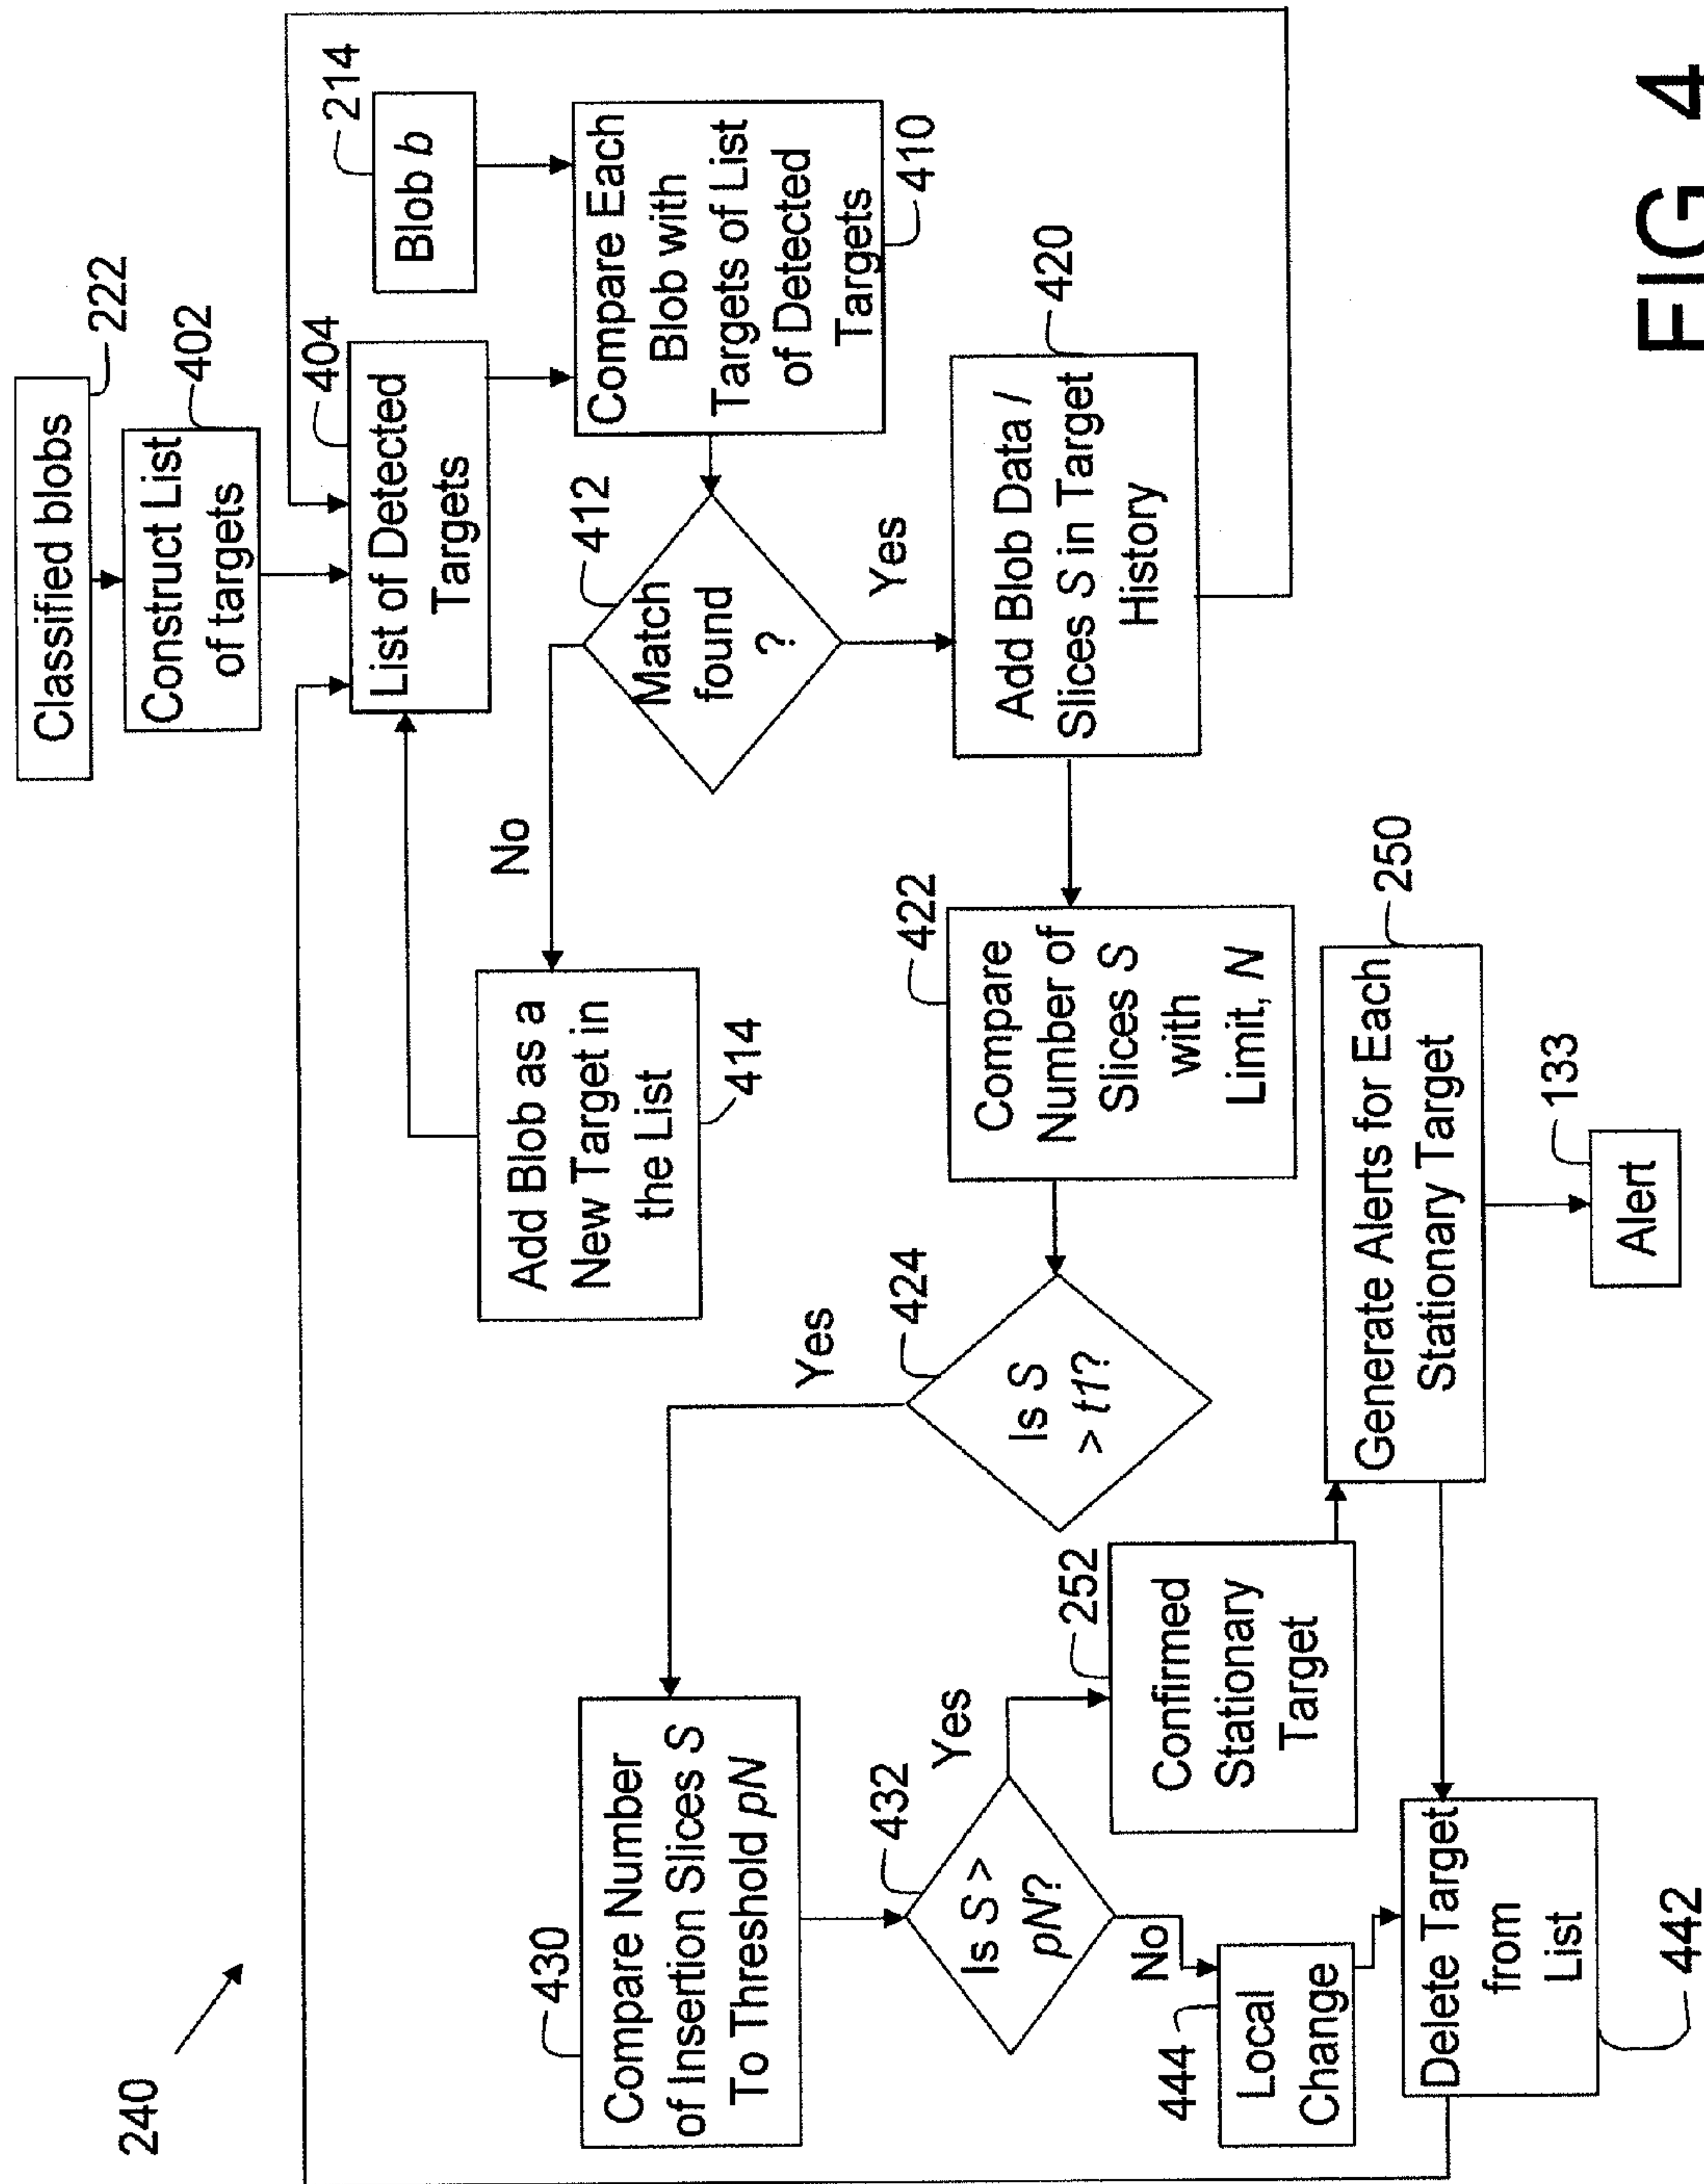 240
Classified blobs
222
Construct List
of targets
402
List of Detected
Targets
404
Blob b
214
Compare Each
Blob with
Targets of List
of Detected
Targets
410
Match
found
?
412
No
Yes
Add Blob as a
New Target in
the List
414
Add Blob Data /
Slices S in Target
History
420
Compare
Number of
Slices S
with
Limit, N
422
Is S
> t1?
424
Yes
Compare Number
of Insertion Slices S
To Threshold pN
430
Is S >
pN?
432
Yes
No
Confirmed
Stationary
Target
252
Generate Alerts for Each
Stationary Target
250
Alert
133
Local
Change
444
Delete Target
from
List
442
FIG 4